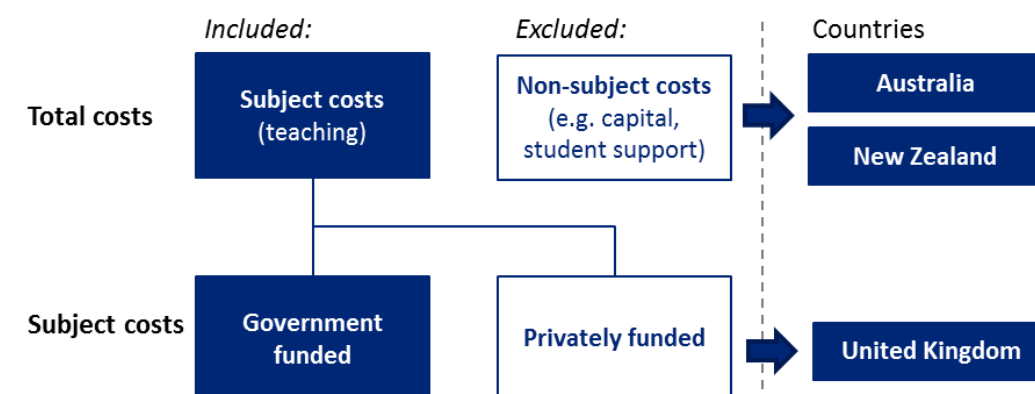 Included:
Excluded:
Countries
Total costs
Subject costs
(teaching)
Non-subject costs
(e.g. capital,
student support)
Australia
New Zealand
Subject costs
Government
funded
Privately funded
United Kingdom